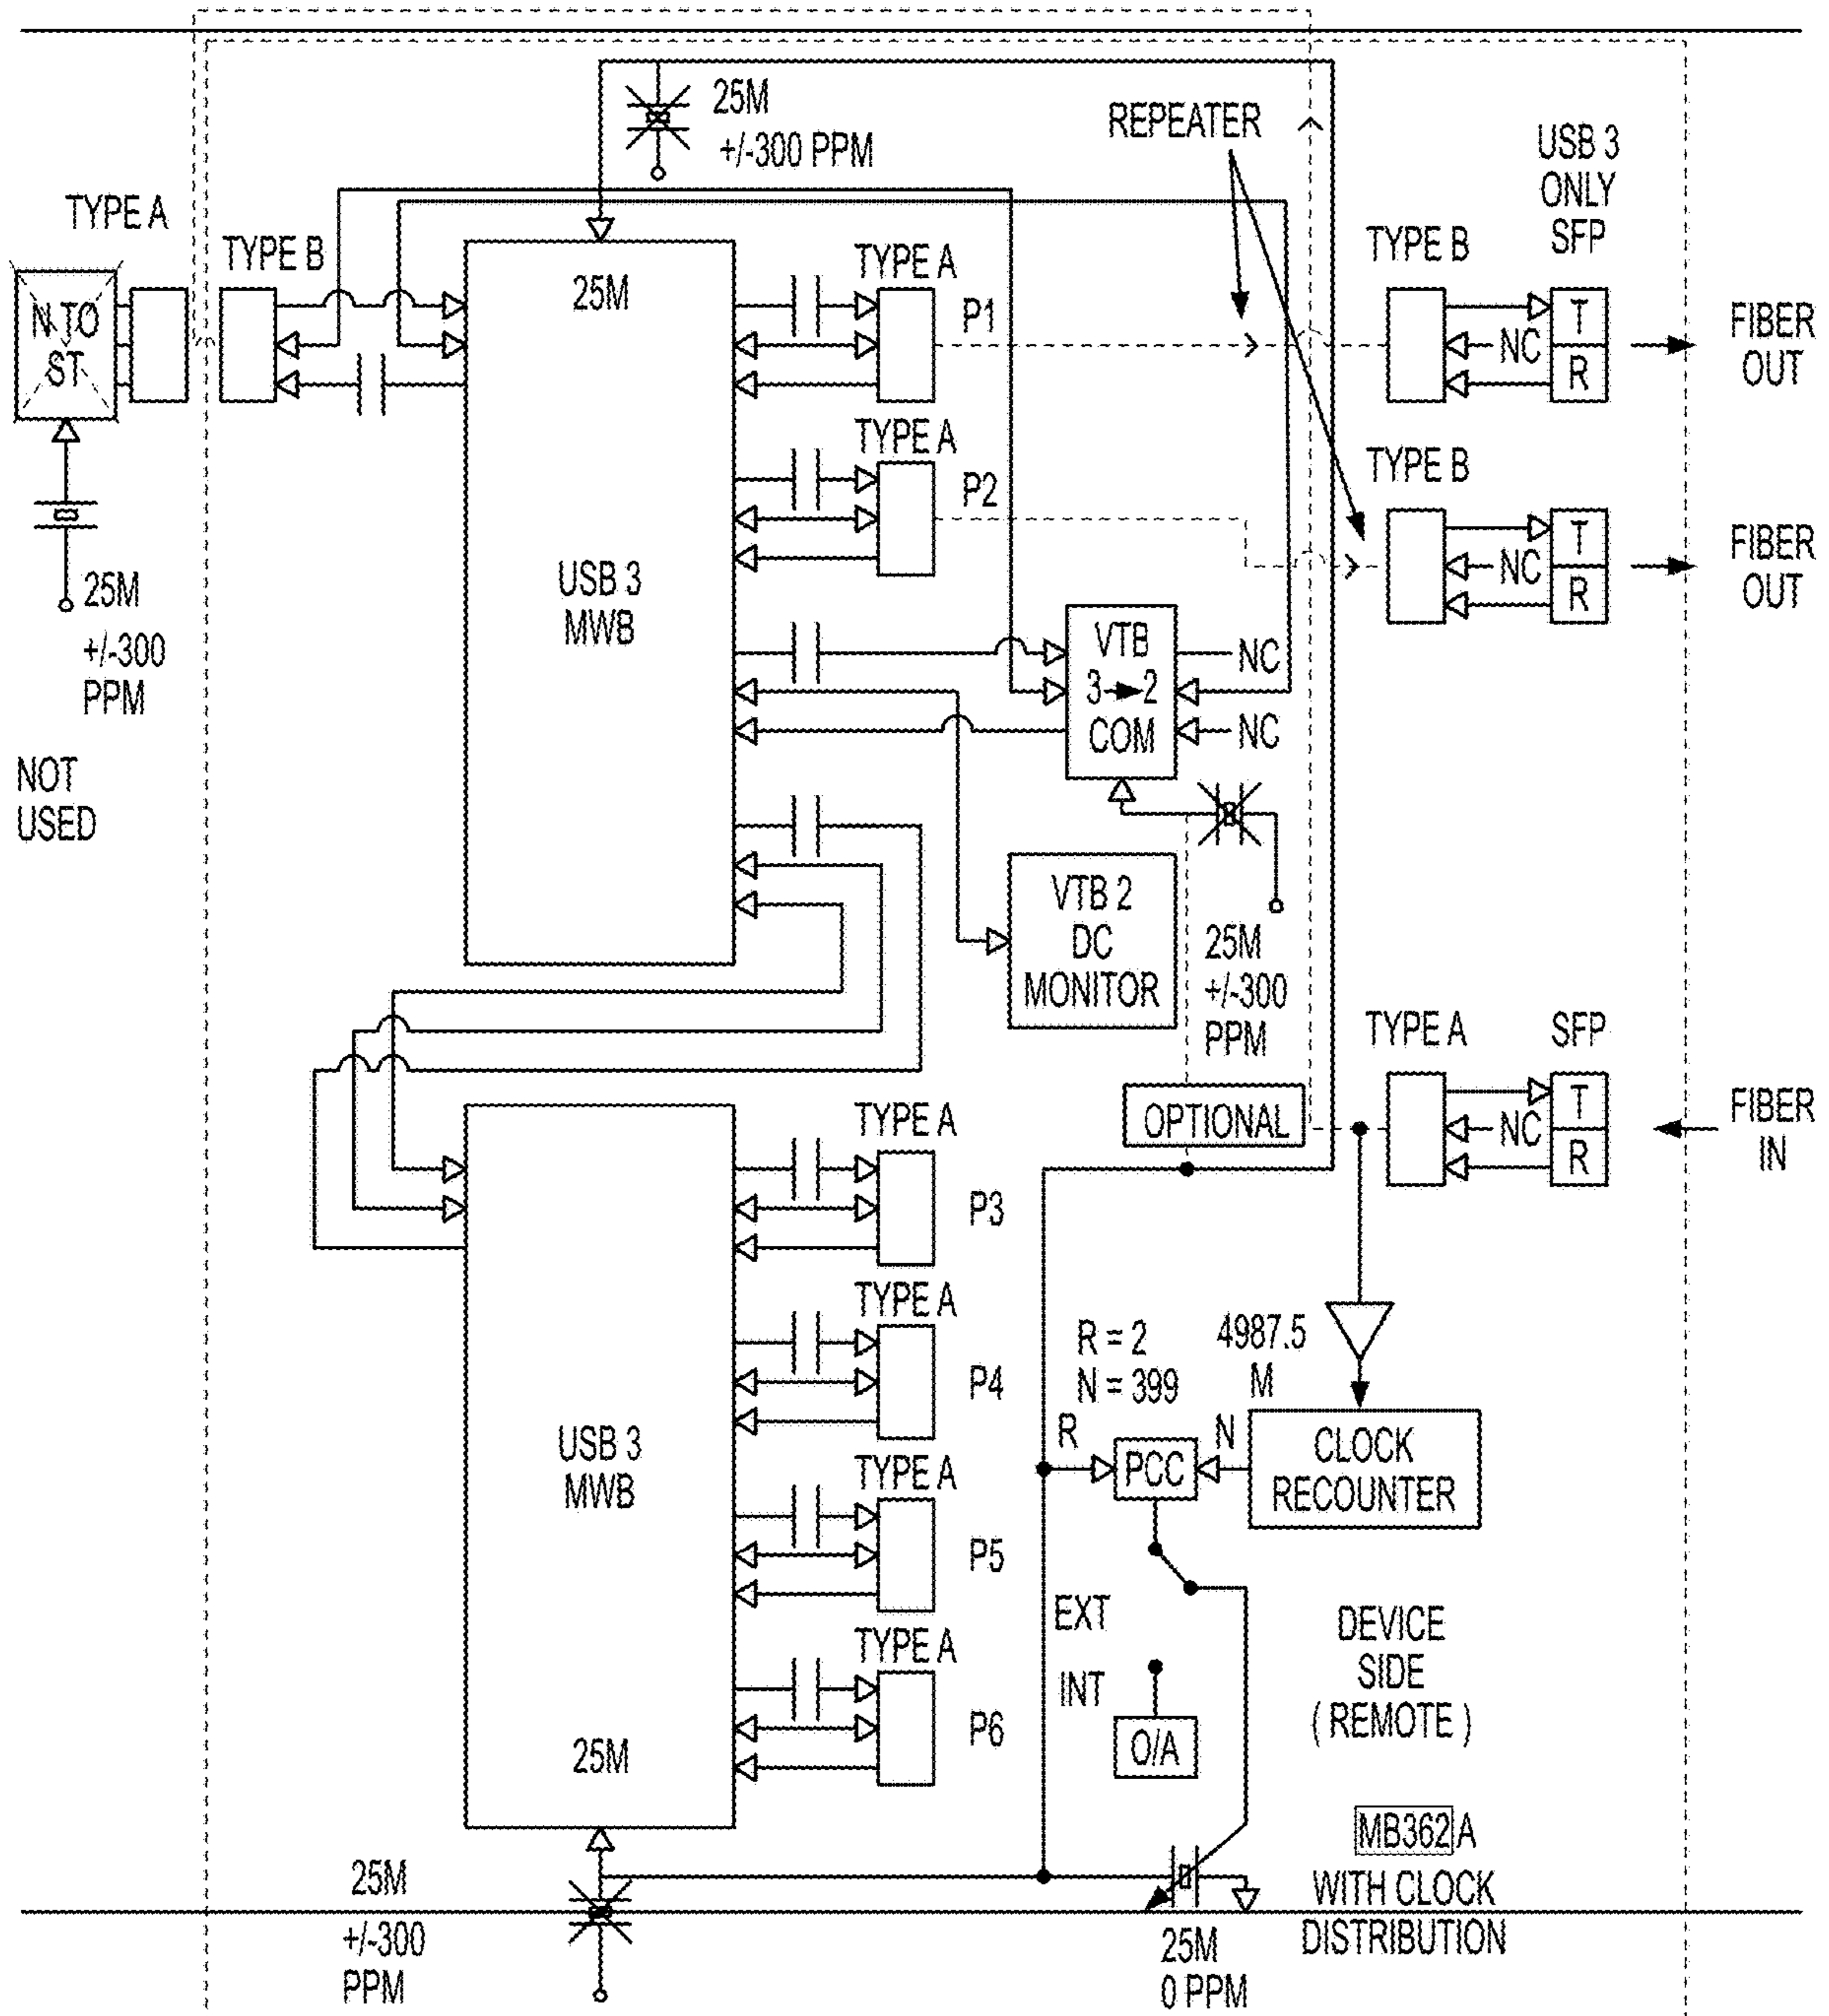 25M
+/-300 PPM
REPEATER
USB 3
ONLY
SFP
TYPE A
TYPE B
N TO
ST
25M
+/-300
PPM
NOT
USED
25M
USB 3
MWB
TYPE A
P1
TYPE A
P2
TYPE B
NC
T
R
FIBER
OUT
TYPE B
NC
T
R
FIBER
OUT
VTB
3 2
COM
NC
NC
VTB 2
DC
MONITOR
25M
+/-300
PPM
OPTIONAL
TYPE A
SFP
NC
T
R
FIBER
IN
USB 3
MWB
25M
TYPE A
P3
TYPE A
P4
TYPE A
P5
TYPE A
P6
R = 2
N = 399
4987.5
M
R
PCC
N
CLOCK
RECOUNTER
EXT
INT
O/A
DEVICE
SIDE
( REMOTE )
MB362 A
WITH CLOCK
DISTRIBUTION
25M
+/-300
PPM
25M
0 PPM